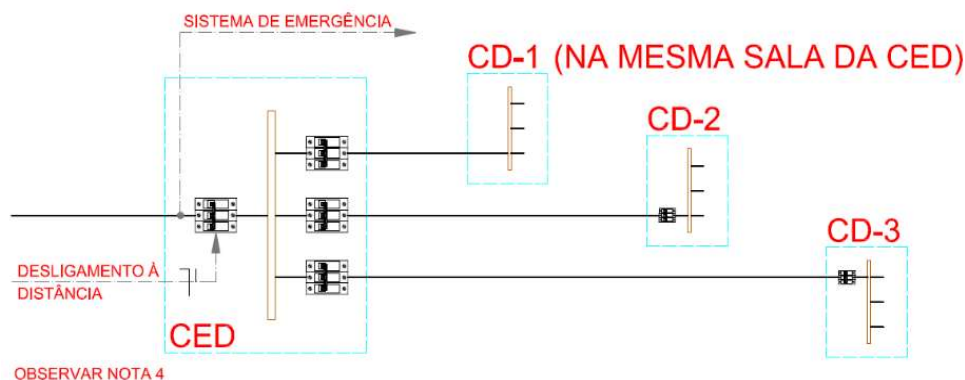 SISTEMA DE EMERGÊNCIA
CD-1 (NA MESMA SALA DA CED)
CD-2
CD-3
DESLIGAMENTO À
DISTÂNCIA
CED
OBSERVAR NOTA 4